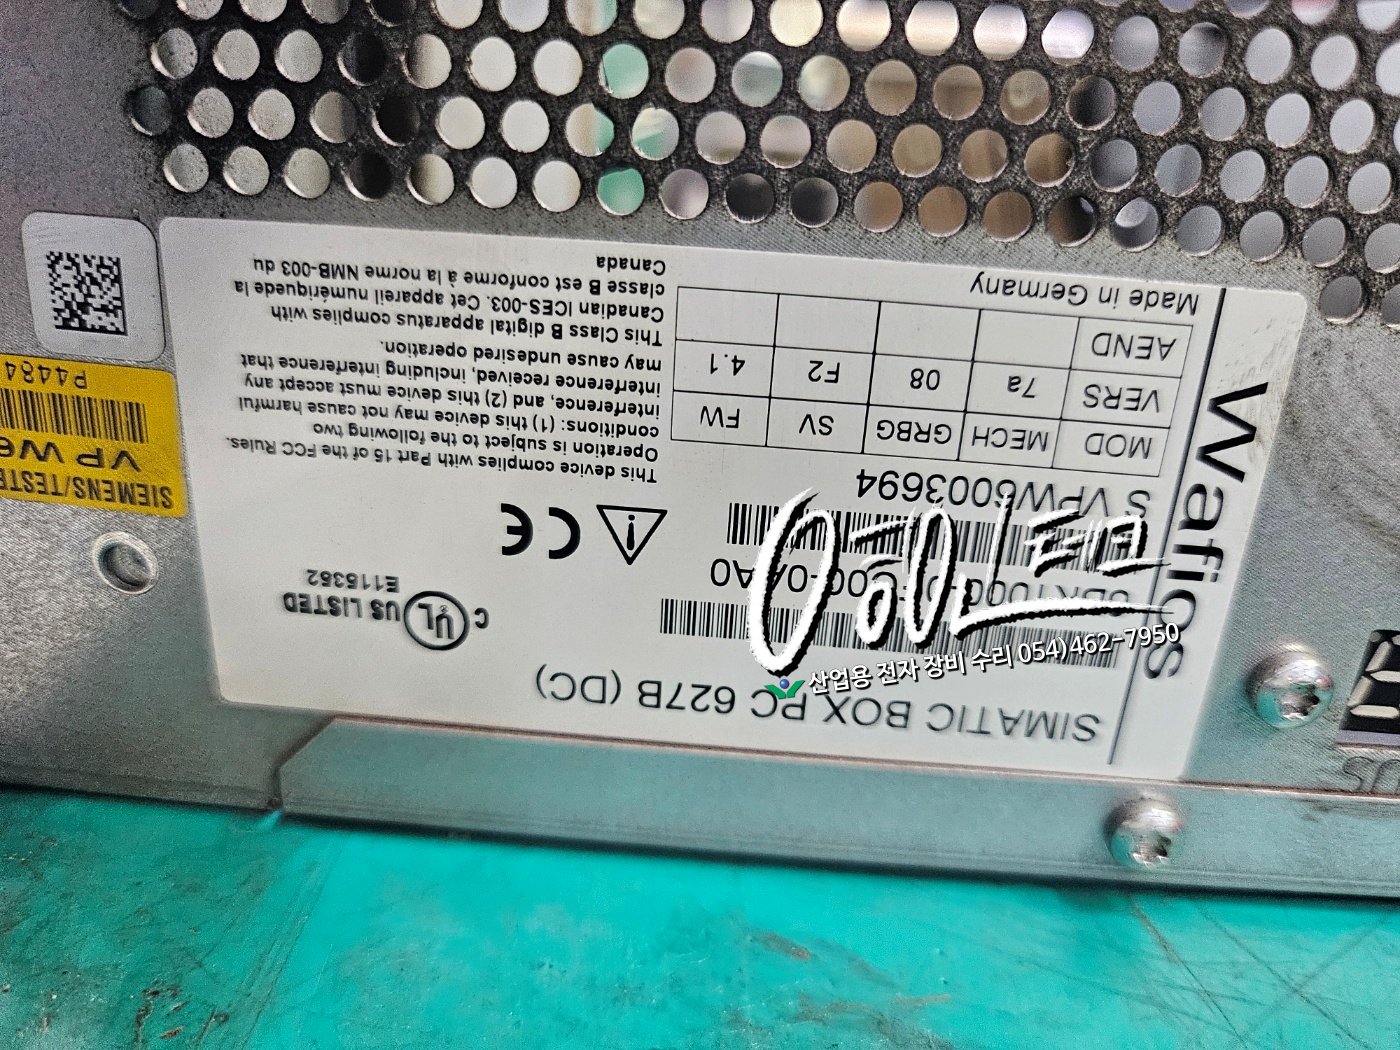 Wafios
SIMATIC BOX PC 627B (DC)
S VPW6003694
MOD MECH GRBG SV FW
VERS 7a 08 F2 4.1
AEND
Made in Germany
C UL US LISTED
E115352
CE
This device complies with Part 15 of the FCC Rules.
Operation is subject to the following two
conditions: (1) this device may not cause harmful
interference, and (2) this device must accept any
interference received, including interference that
may cause undesired operation.
This Class B digital apparatus complies with
Canadian ICES-003. Cet appareil numériquede la
classe B est conforme à la norme NMB-003 du
Canada
SIEMENS/TESTE
VP W6
P4484
산업용 전자 장비 수리 054)462-7950